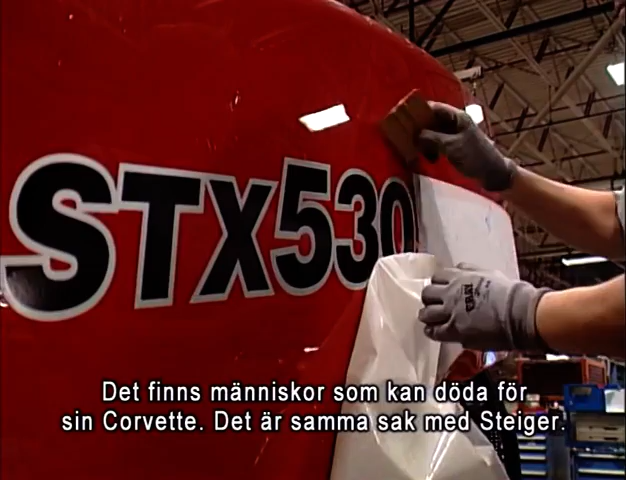 STX530
Det finns människor som kan döda för
sin Corvette. Det är samma sak med Steiger.